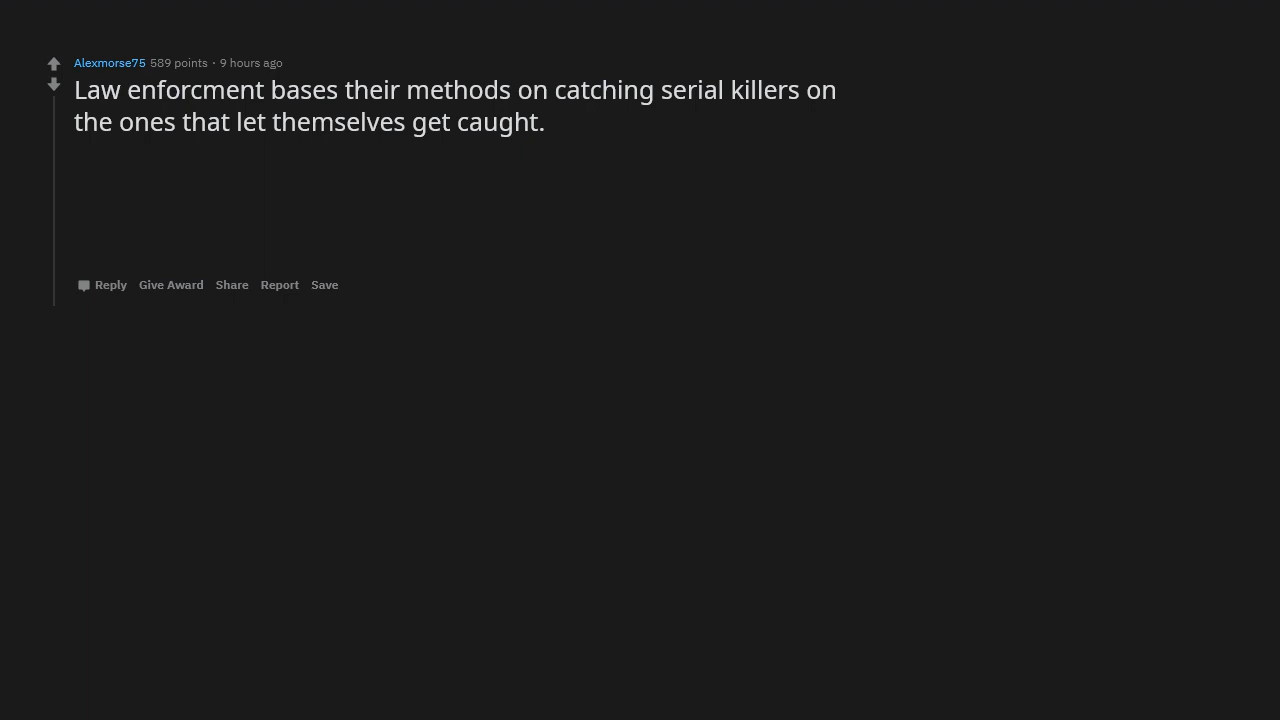 Alexmorse75 589 points · 9 hours ago
Law enforcment bases their methods on catching serial killers on
the ones that let themselves get caught.
Reply Give Award Share Report Save